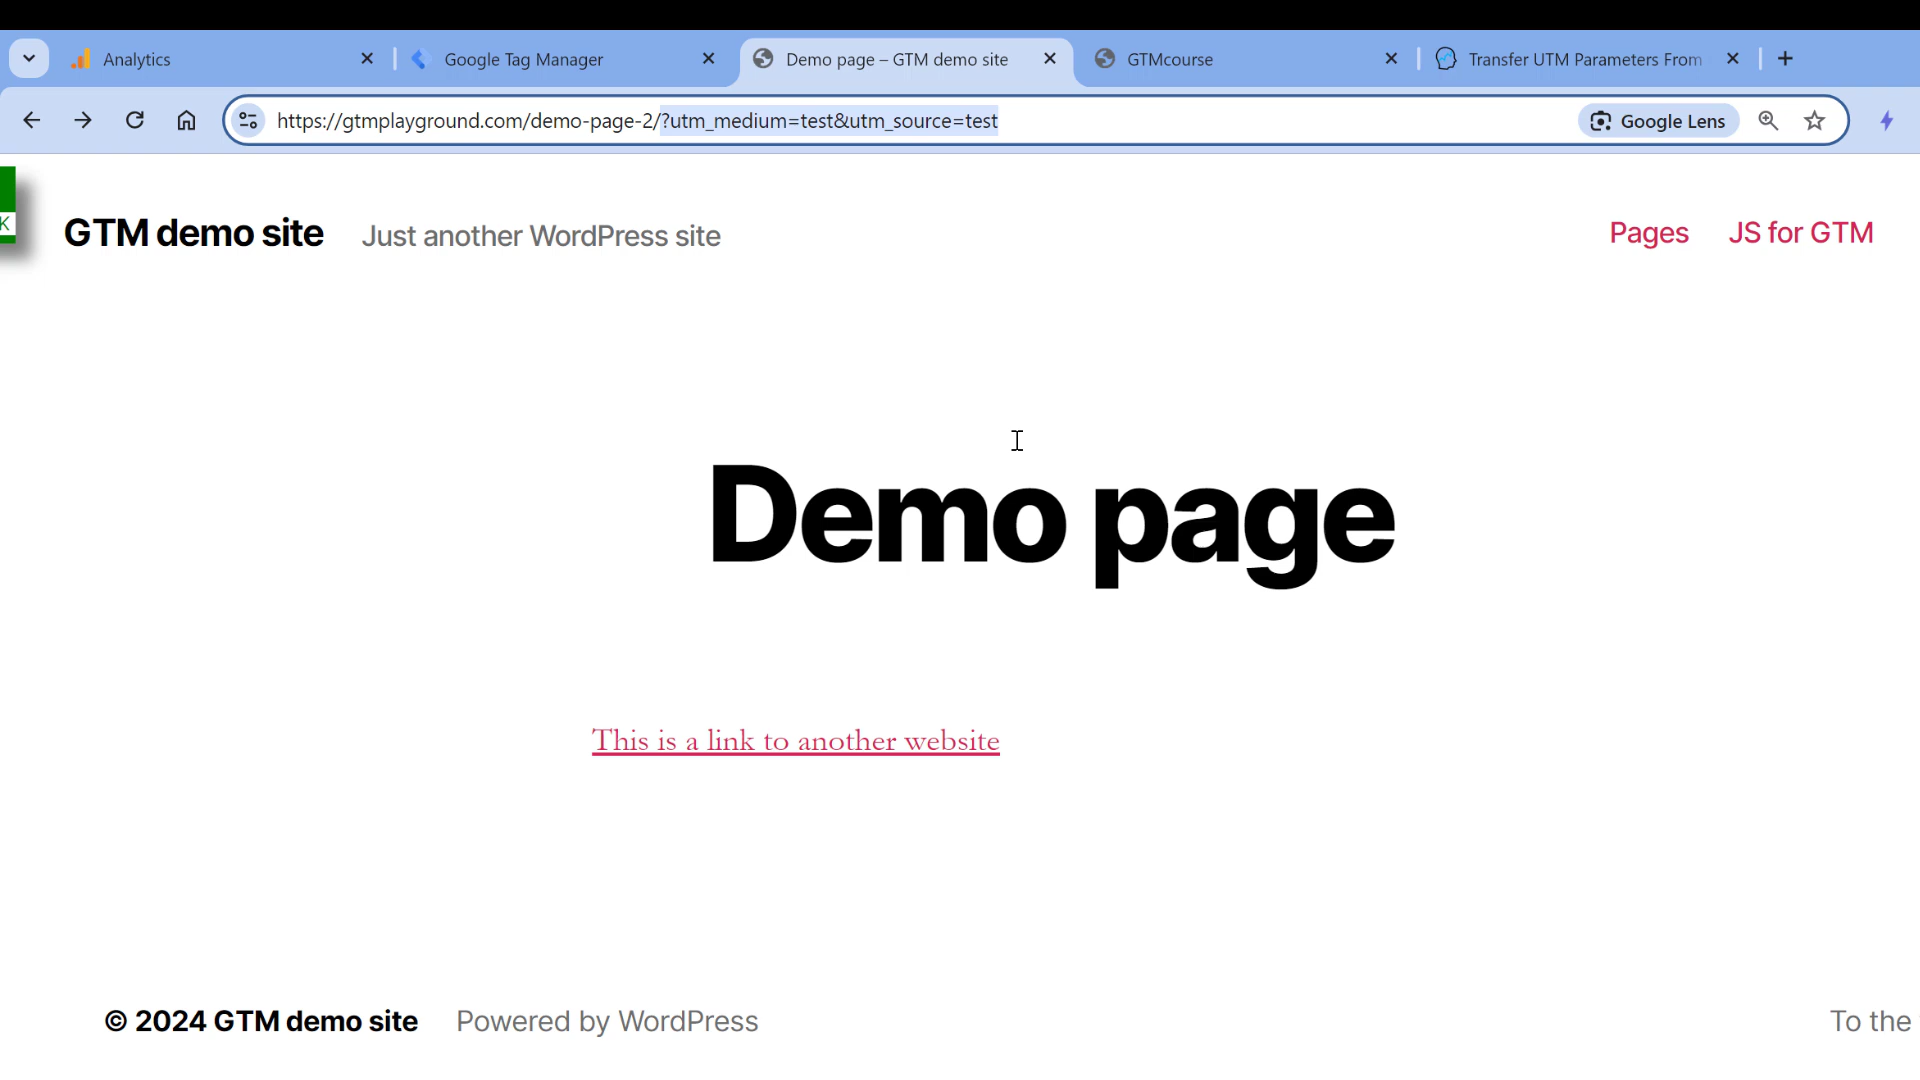 Analytics
Google Tag Manager
Demo page – GTM demo site
GTMcourse
Transfer UTM Parameters From
https://gtmplayground.com/demo-page-2/?utm_medium=test&utm_source=test
Google Lens
K
GTM demo site
Just another WordPress site
Pages
JS for GTM
Demo page
This is a link to another website
© 2024 GTM demo site
Powered by WordPress
To the